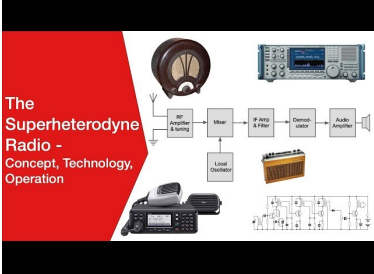 The
Superheterodyne
Radio -
Concept, Technology,
Operation
RF
Amplifier
& tuning
Mixer
IF Amp
& Filter
Demod-
ulator
Audio
Amplifier
Local
Oscillator